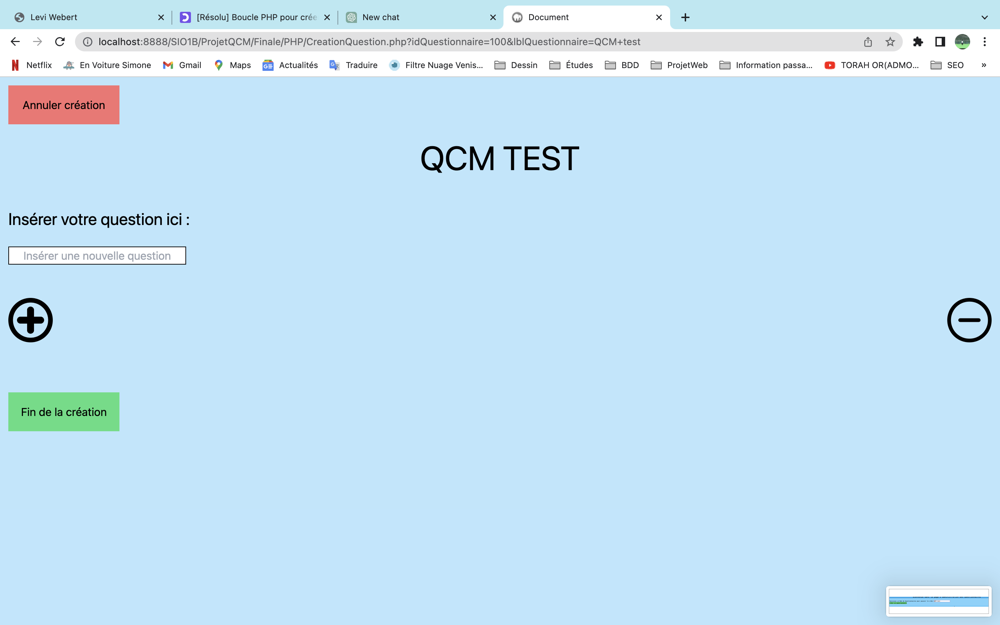 Levi Webert
[Résolu] Boucle PHP pour crée
New chat
Document
localhost:8888/SIO1B/ProjetQCM/Finale/PHP/CreationQuestion.php?idQuestionnaire=100&lblQuestionnaire=QCM+test
Netflix En Voiture Simone Gmail Maps Actualités Traduire Filtre Nuage Venis... Dessin Études BDD ProjetWeb Information passa... TORAH OR(ADMO... SEO »
Annuler création
QCM TEST
Insérer votre question ici :
Insérer une nouvelle question
Fin de la création